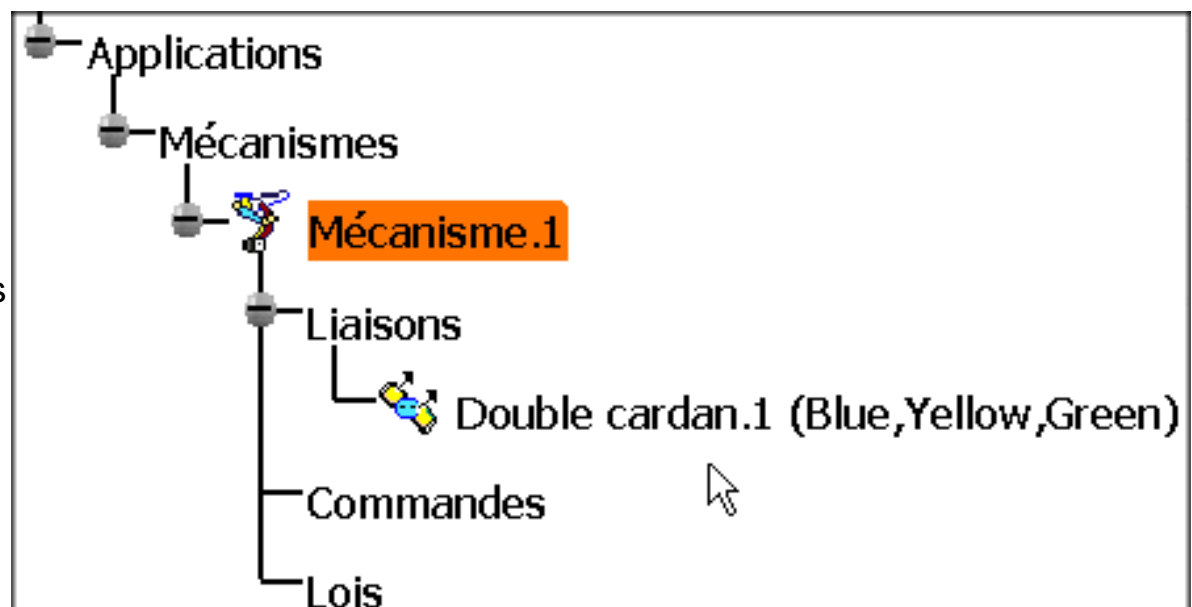 Applications
Mécanismes
Mécanisme.1
s
Liaisons
Double cardan.1 (Blue,Yellow,Green)
Commandes
Lois